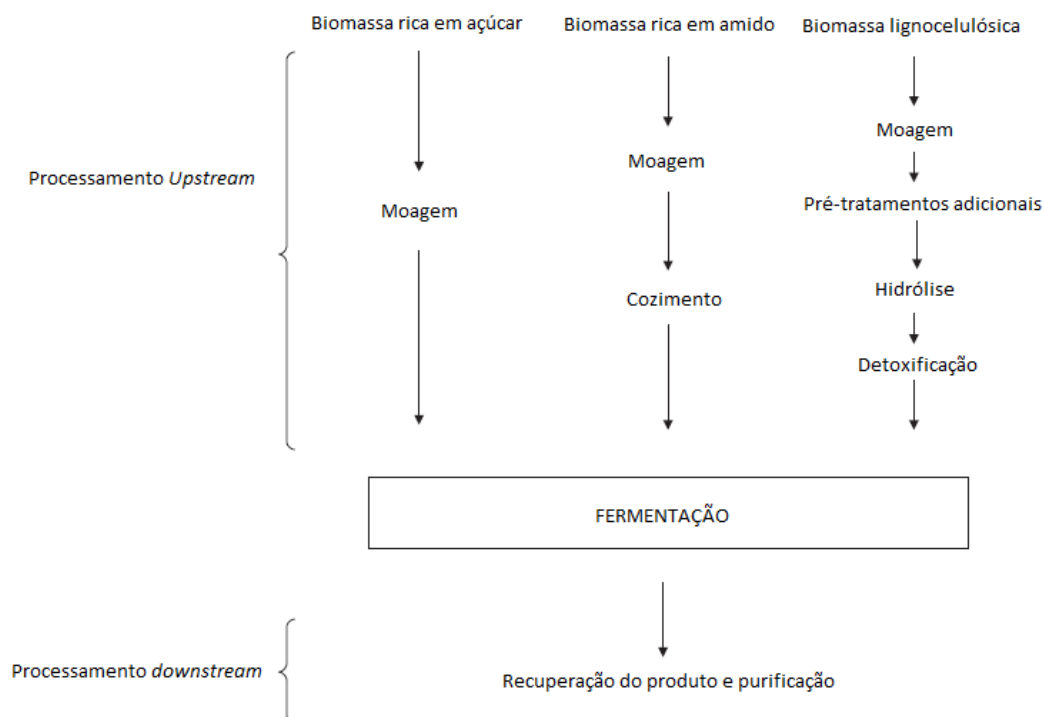 Biomassa rica em açúcar
Biomassa rica em amido
Biomassa lignocelulósica
Processamento Upstream
Moagem
Moagem
Cozimento
Moagem
Pré-tratamentos adicionais
Hidrólise
Detoxificação
FERMENTAÇÃO
Processamento downstream
Recuperação do produto e purificação